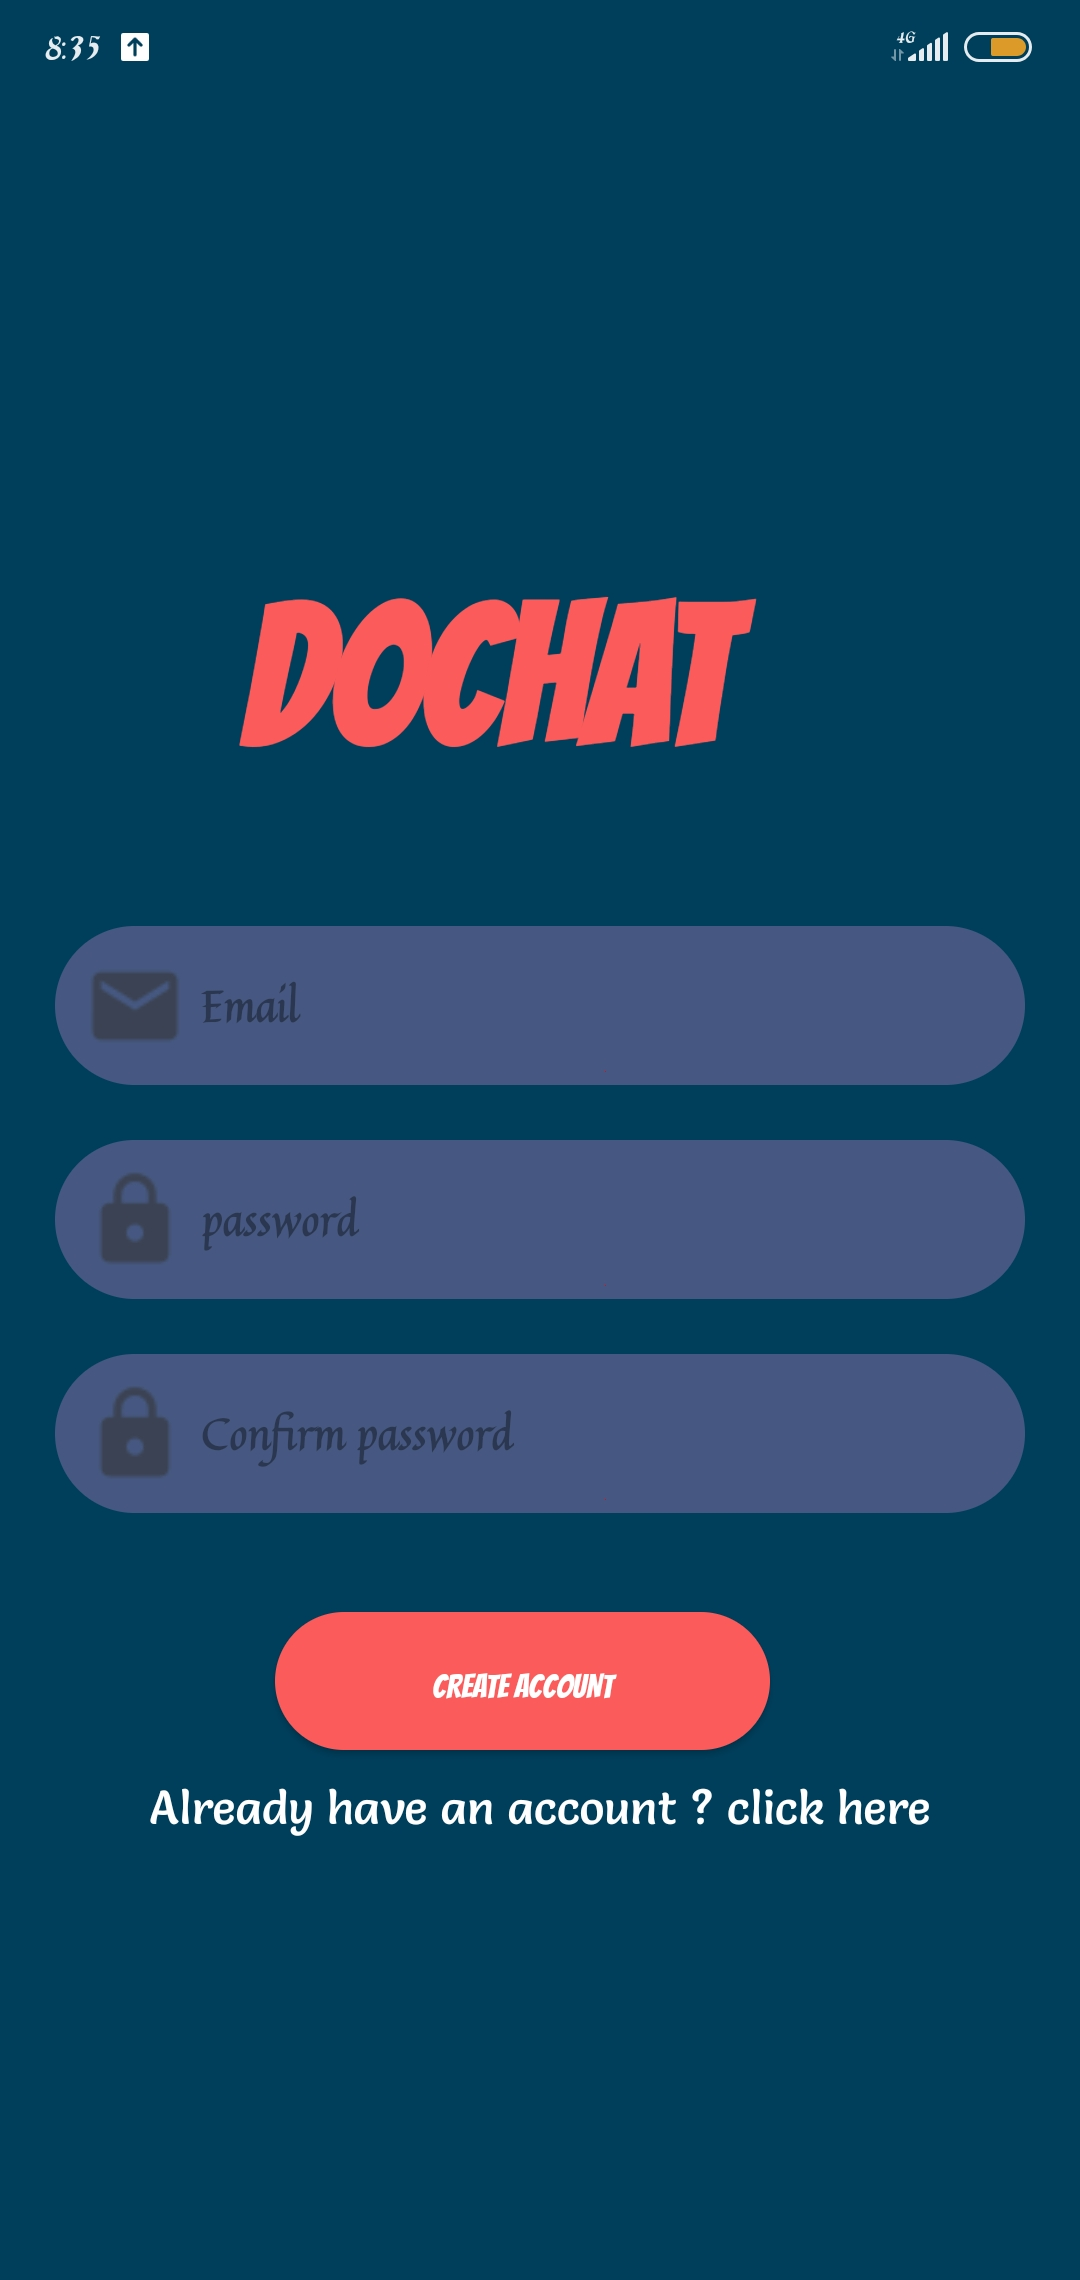 8:35
4G
DOCHAT
Email
password
Confirm password
CREATE ACCOUNT
Already have an account ? click here